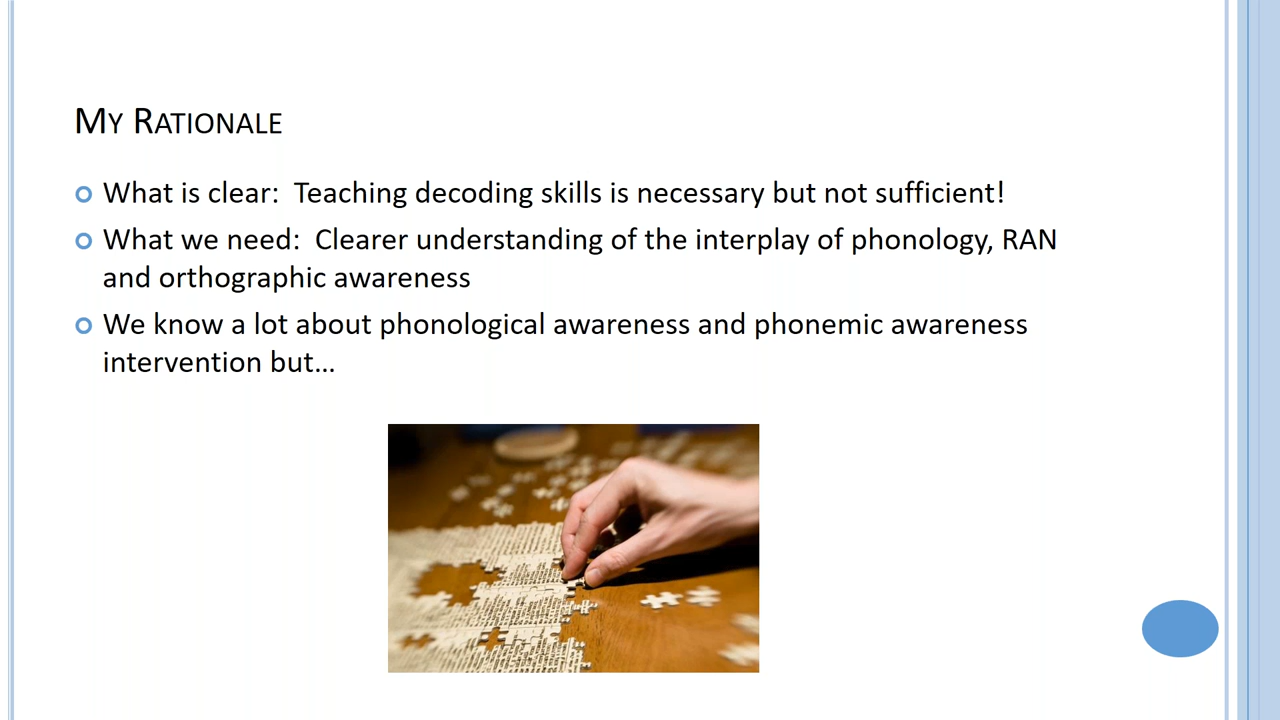 My Rationale
What is clear:  Teaching decoding skills is necessary but not sufficient!
What we need:  Clearer understanding of the interplay of phonology, RAN
and orthographic awareness
We know a lot about phonological awareness and phonemic awareness
intervention but…